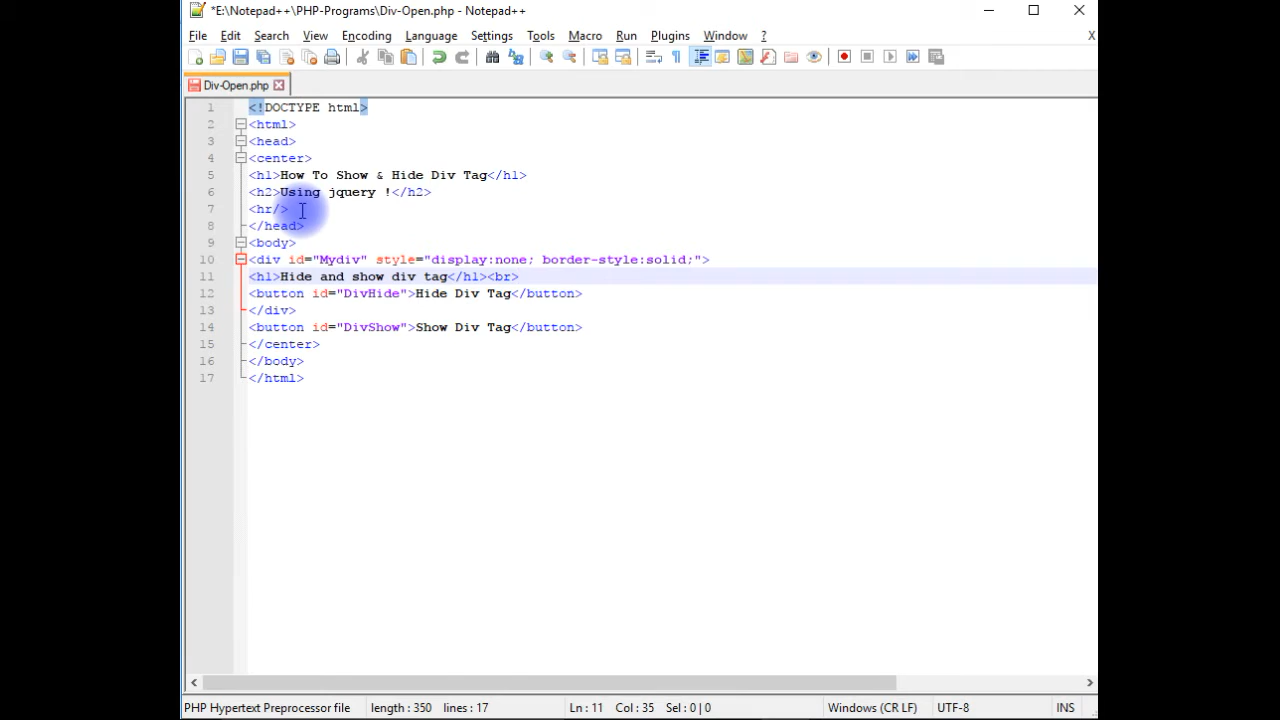 *E:\Notepad++\PHP-Programs\Div-Open.php - Notepad++
File Edit Search View Encoding Language Settings Tools Macro Run Plugins Window ? X
Div-Open.php
1 <!DOCTYPE html>
2 <html>
3 <head>
4 <center>
5 <h1>How To Show & Hide Div Tag</h1>
6 <h2>Using jquery !</h2>
7 <hr/>
8 </head>
9 <body>
10 <div id="Mydiv" style="display:none; border-style:solid;">
11 <h1>Hide and show div tag</h1><br>
12 <button id="DivHide">Hide Div Tag</button>
13 </div>
14 <button id="DivShow">Show Div Tag</button>
15 </center>
16 </body>
17 </html>
PHP Hypertext Preprocessor file length : 350 lines : 17 Ln : 11 Col : 35 Sel : 0 | 0 Windows (CR LF) UTF-8 INS